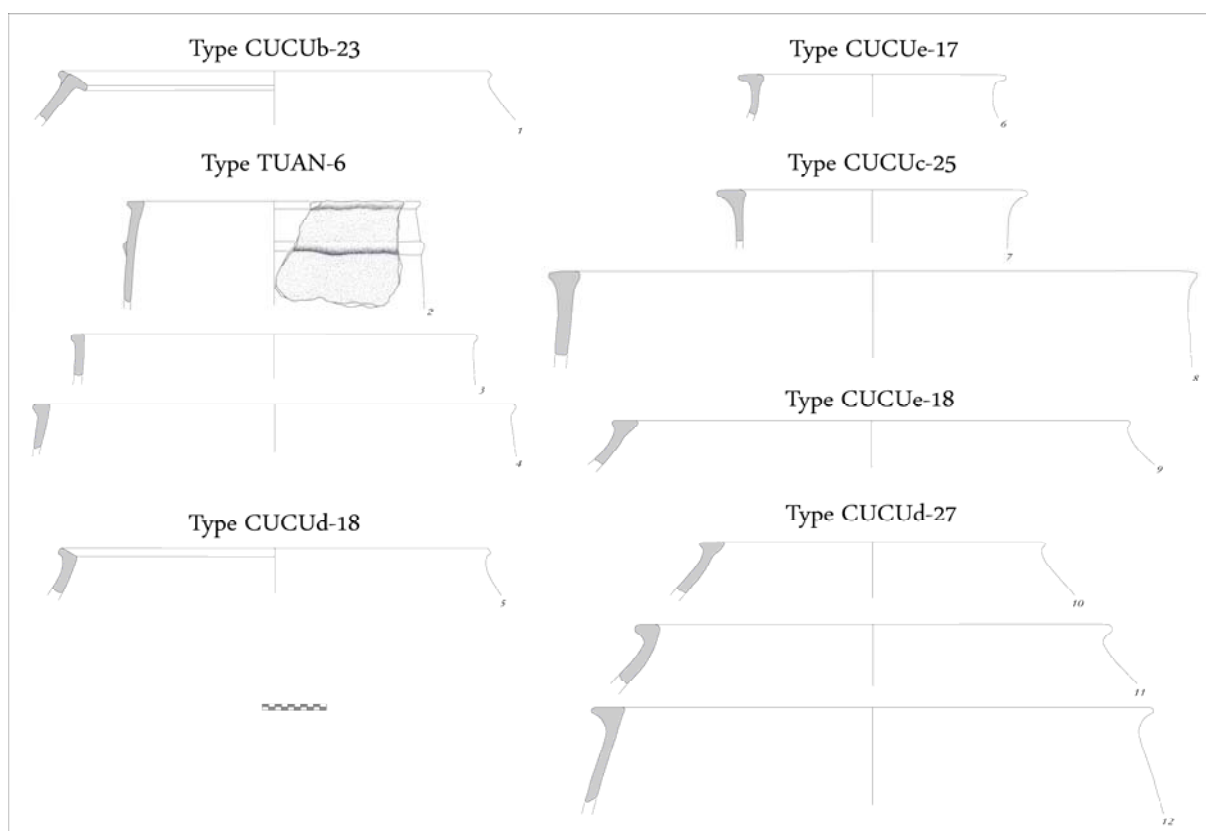 Type CUCUb-23
1
Type TUAN-6
2
3
4
Type CUCUd-18
5
Type CUCUe-17
6
Type CUCUc-25
7
8
Type CUCUe-18
9
Type CUCUd-27
10
11
12